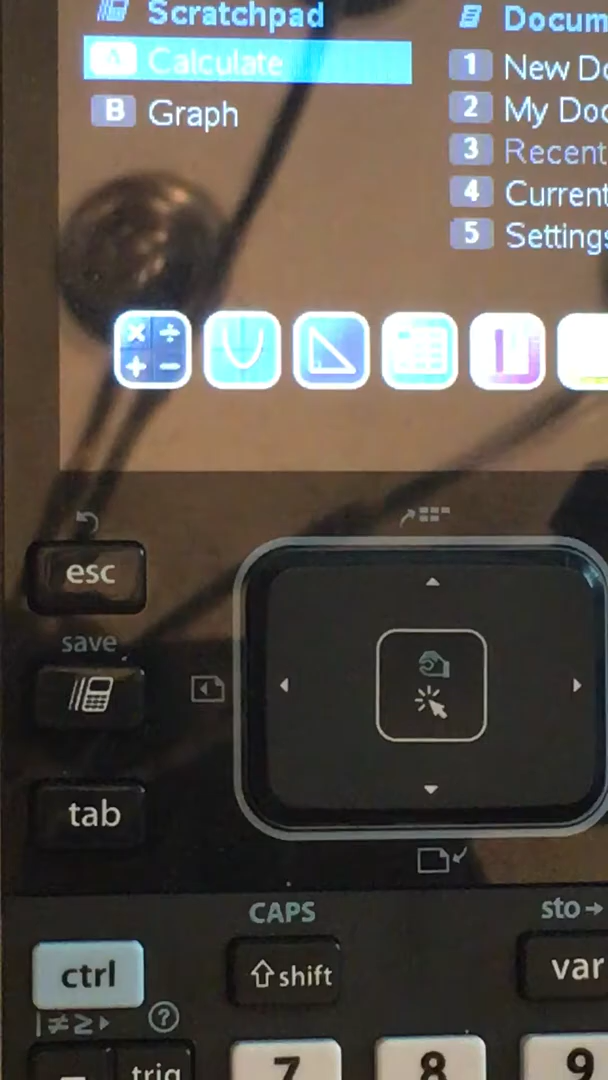 Scratchpad
A Calculate
B Graph
Docum
1 New Do
2 My Doc
3 Recent
4 Current
5 Settings
esc
save
tab
CAPS
sto→
ctrl
⇧shift
var
|≠≥▸ ?
trig
7
8
9